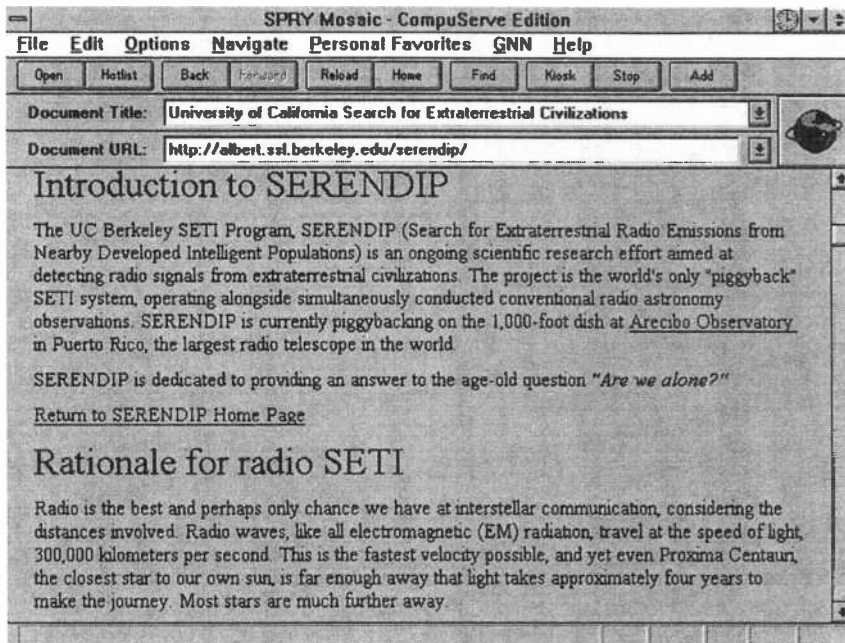 SPRY Mosaic - CompuServe Edition
File Edit Options Navigate Personal Favorites GNN Help
Open Hotlist Back Forward Reload Home Find Kiosk Stop Add
Document Title: University of California Search for Extraterrestrial Civilizations
Document URL: http://albert.ssl.berkeley.edu/serendip/
Introduction to SERENDIP
The UC Berkeley SETI Program, SERENDIP (Search for Extraterrestrial Radio Emissions from
Nearby Developed Intelligent Populations) is an ongoing scientific research effort aimed at
detecting radio signals from extraterrestrial civilizations. The project is the world's only "piggyback"
SETI system, operating alongside simultaneously conducted conventional radio astronomy
observations. SERENDIP is currently piggybacking on the 1,000-foot dish at Arecibo Observatory
in Puerto Rico, the largest radio telescope in the world
SERENDIP is dedicated to providing an answer to the age-old question "Are we alone?"
Return to SERENDIP Home Page
Rationale for radio SETI
Radio is the best and perhaps only chance we have at interstellar communication, considering the
distances involved. Radio waves, like all electromagnetic (EM) radiation, travel at the speed of light,
300,000 kilometers per second. This is the fastest velocity possible, and yet even Proxima Centauri,
the closest star to our own sun, is far enough away that light takes approximately four years to
make the journey. Most stars are much further away.